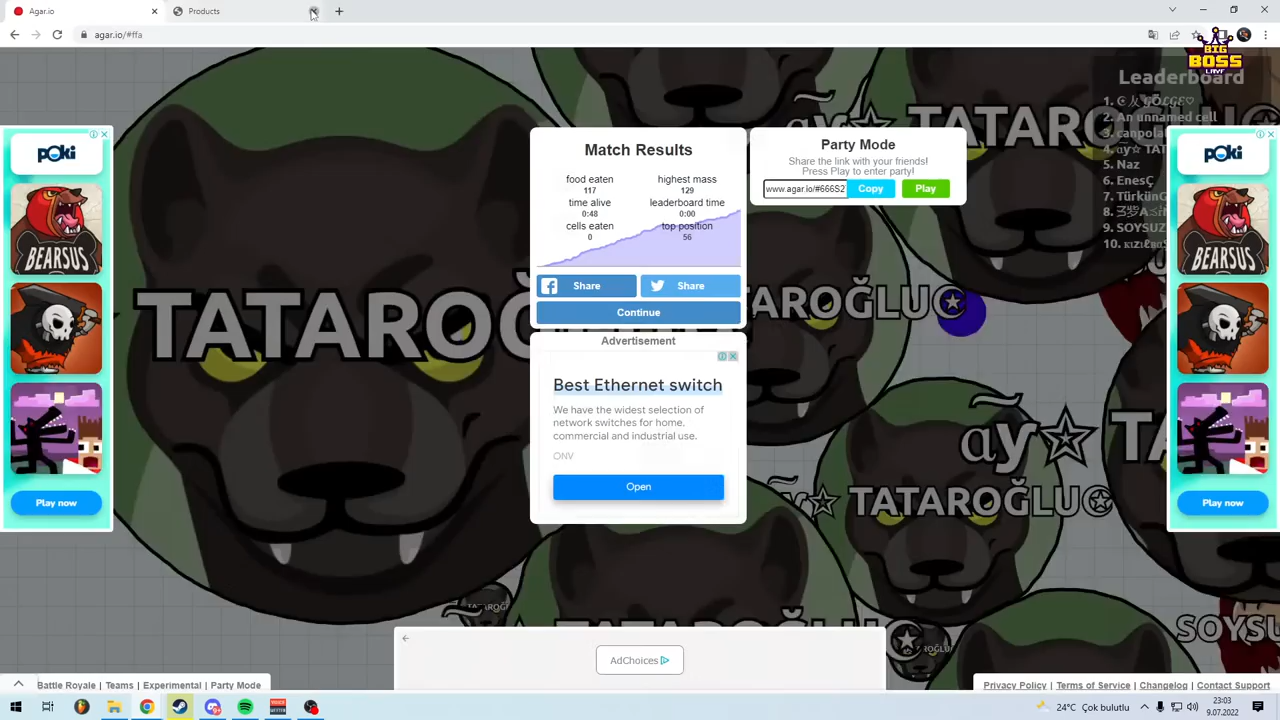 Agar.io
Products
agar.io/#ffa
BIG
BOSS
Leaderboard
2. An unnamed cell
5. Naz
6. EnesÇ
10.
poki
BEARSUS
Play now
Match Results
food eaten
117
highest mass
129
time alive
0:48
leaderboard time
0:00
cells eaten
0
top position
56
Share
Share
Continue
Party Mode
Share the link with your friends!
Press Play to enter party!
www.agar.io/#666S2
Copy
Play
Advertisement
Best Ethernet switch
We have the widest selection of
network switches for home,
commercial and industrial use.
ONV
Open
poki
BEARSUS
Play now
TATAROĞLU
AdChoices
Battle Royale | Teams | Experimental | Party Mode
Privacy Policy | Terms of Service | Changelog | Contact Support
24°C Çok bulutlu
23:03
9.07.2022